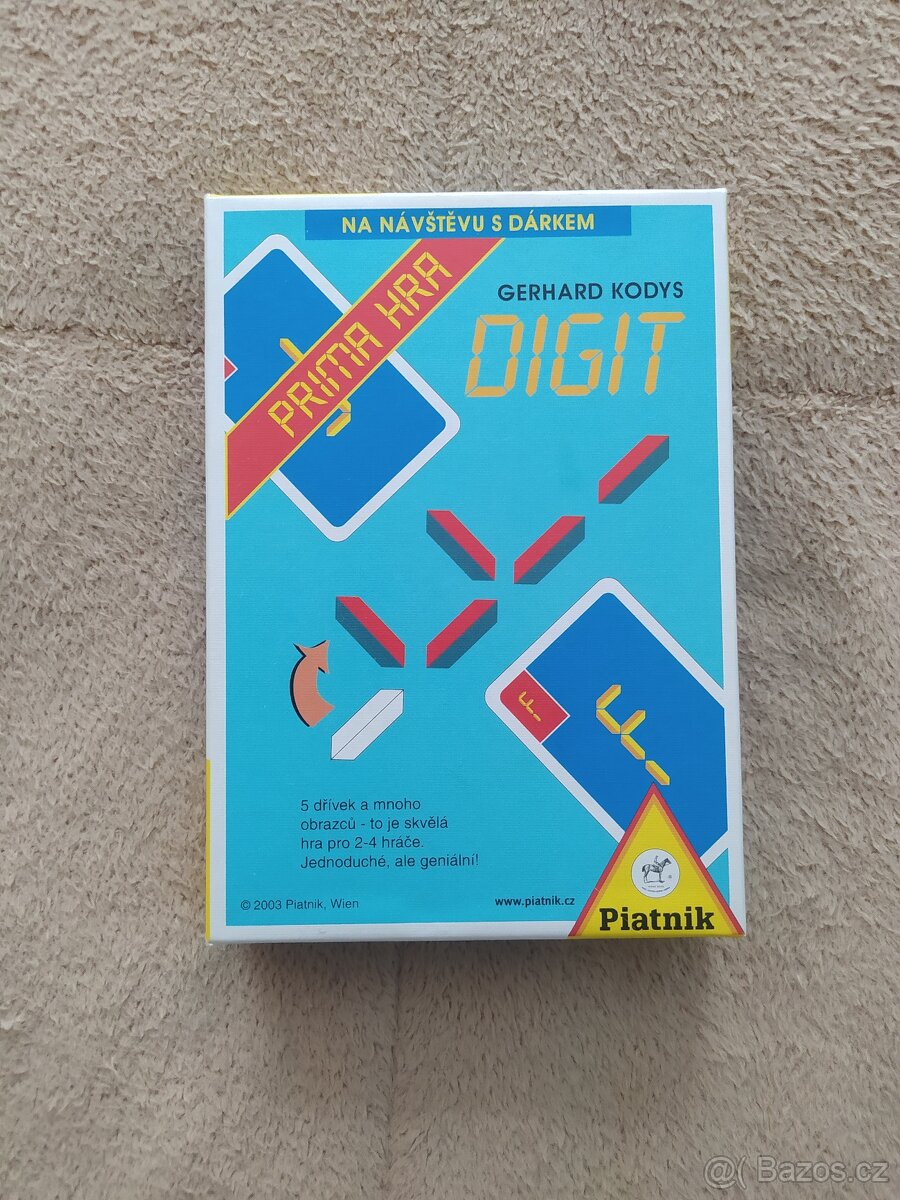 NA NÁVŠTĚVU S DÁRKEM
PRIMA HRA
GERHARD KODYS
DIGIT
5 dřívek a mnoho
obrazců - to je skvělá
hra pro 2-4 hráče.
Jednoduché, ale geniální!
© 2003 Piatnik, Wien
www.piatnik.cz
Piatnik
@( Bazos.cz